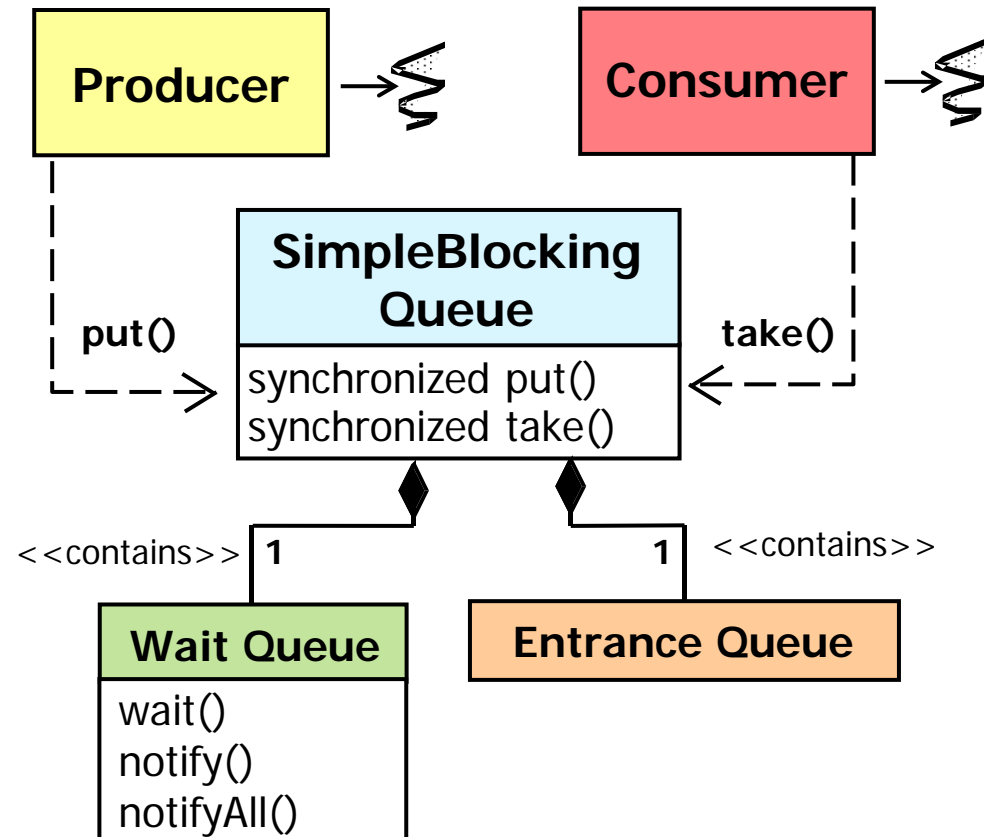 Producer
Consumer
SimpleBlocking
Queue
put()
take()
synchronized put()
synchronized take()
<<contains>>
1
1
<<contains>>
Wait Queue
Entrance Queue
wait()
notify()
notifyAll()